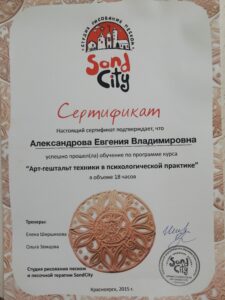 СТУДИЯ РИСОВАНИЯ ПЕСКОМ
Sand
City
Сертификат
Настоящий сертификат подтверждает, что
Александрова Евгения Владимировна
успешно прошел(ла) обучение по программе курса
"Арт-гештальт техники в психологической практике"
в объеме 18 часов
Тренеры:
Елена Шершнева
Ольга Земцова
Студия рисования песком
и песочной терапии SandCity
Sand
City
Красноярск, 2015 г.